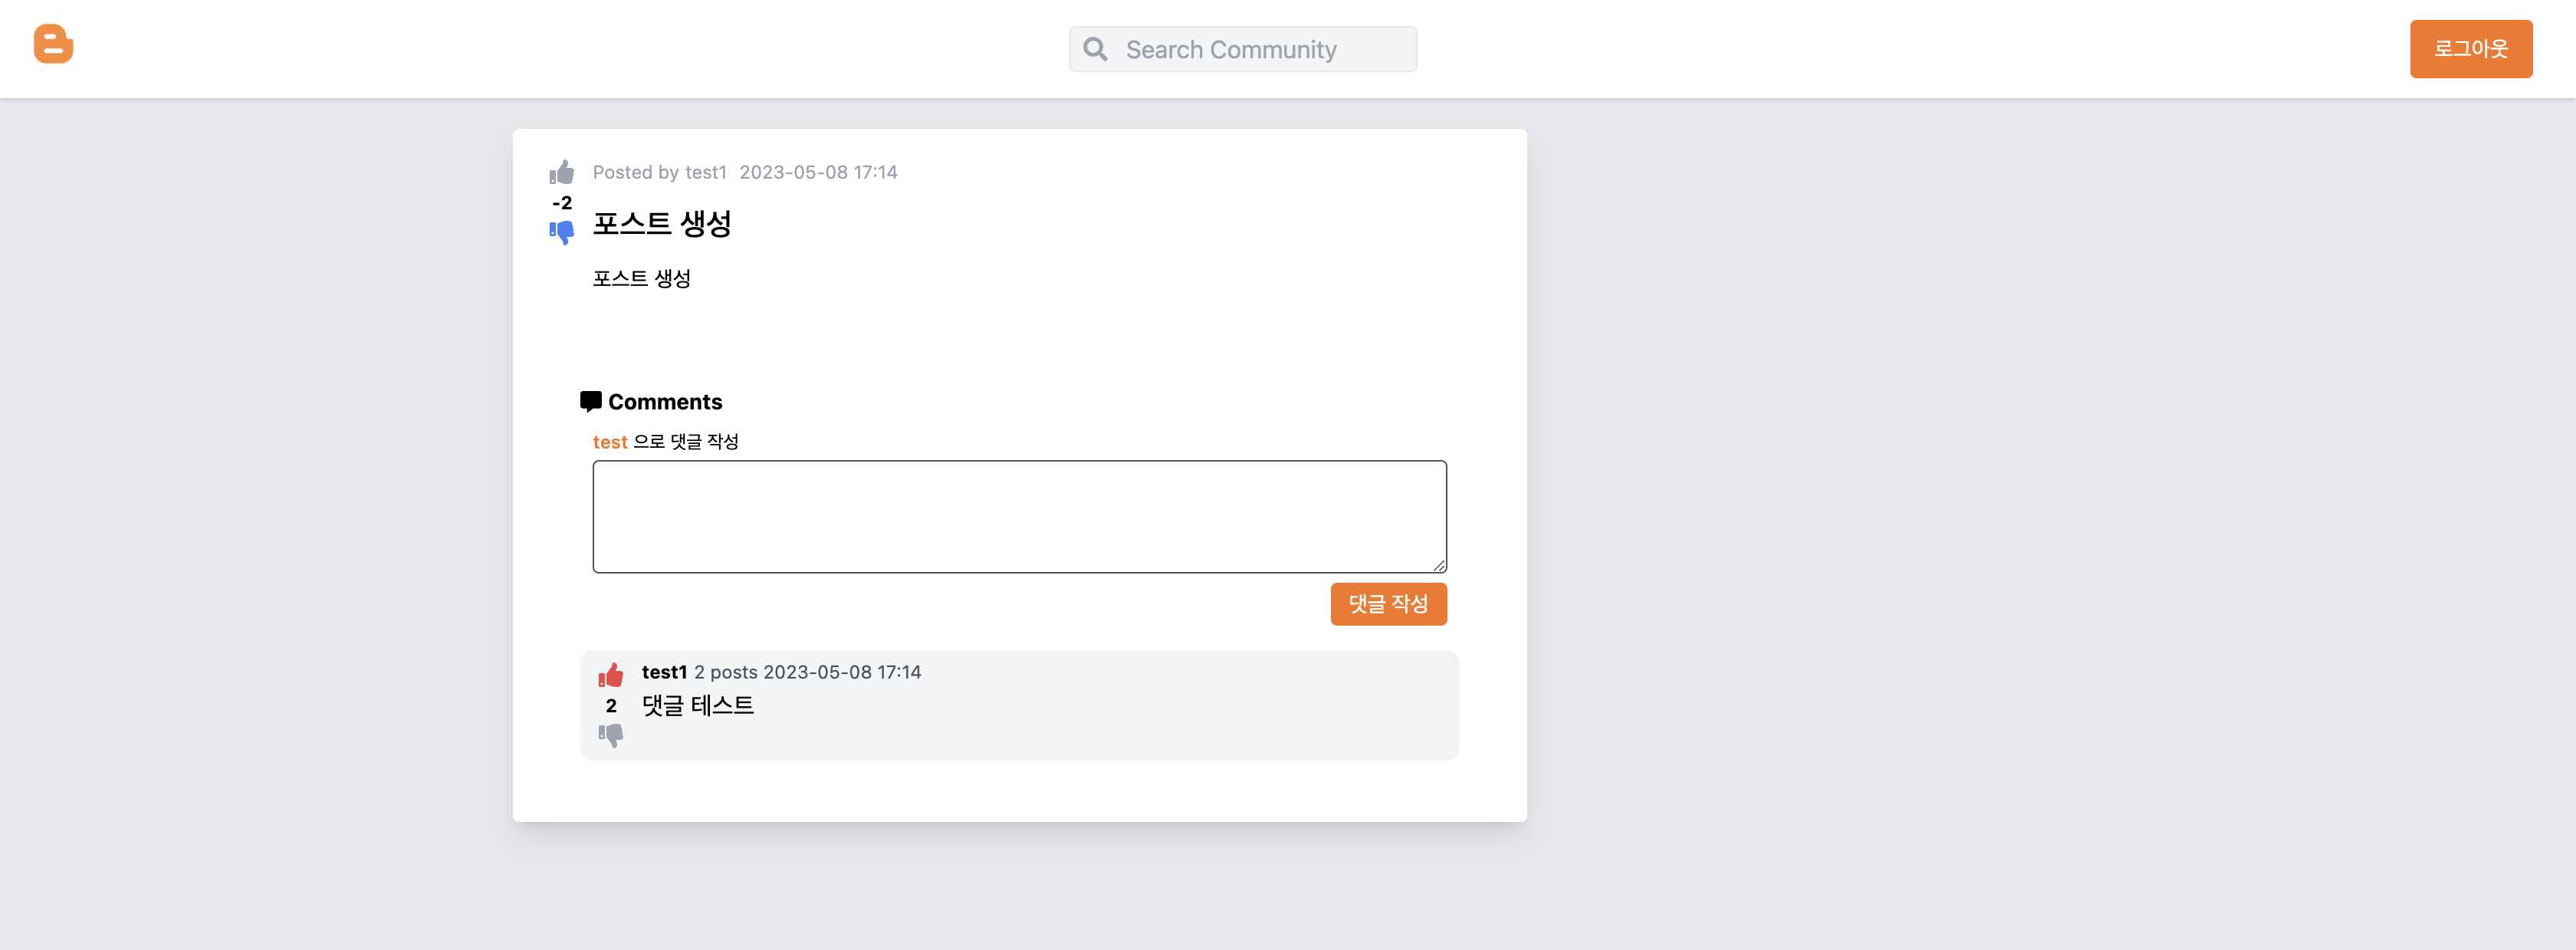 Search Community
로그아웃
Posted by test1 2023-05-08 17:14
-2
포스트 생성
포스트 생성
Comments
test 으로 댓글 작성
댓글 작성
test1 2 posts 2023-05-08 17:14
2
댓글 테스트